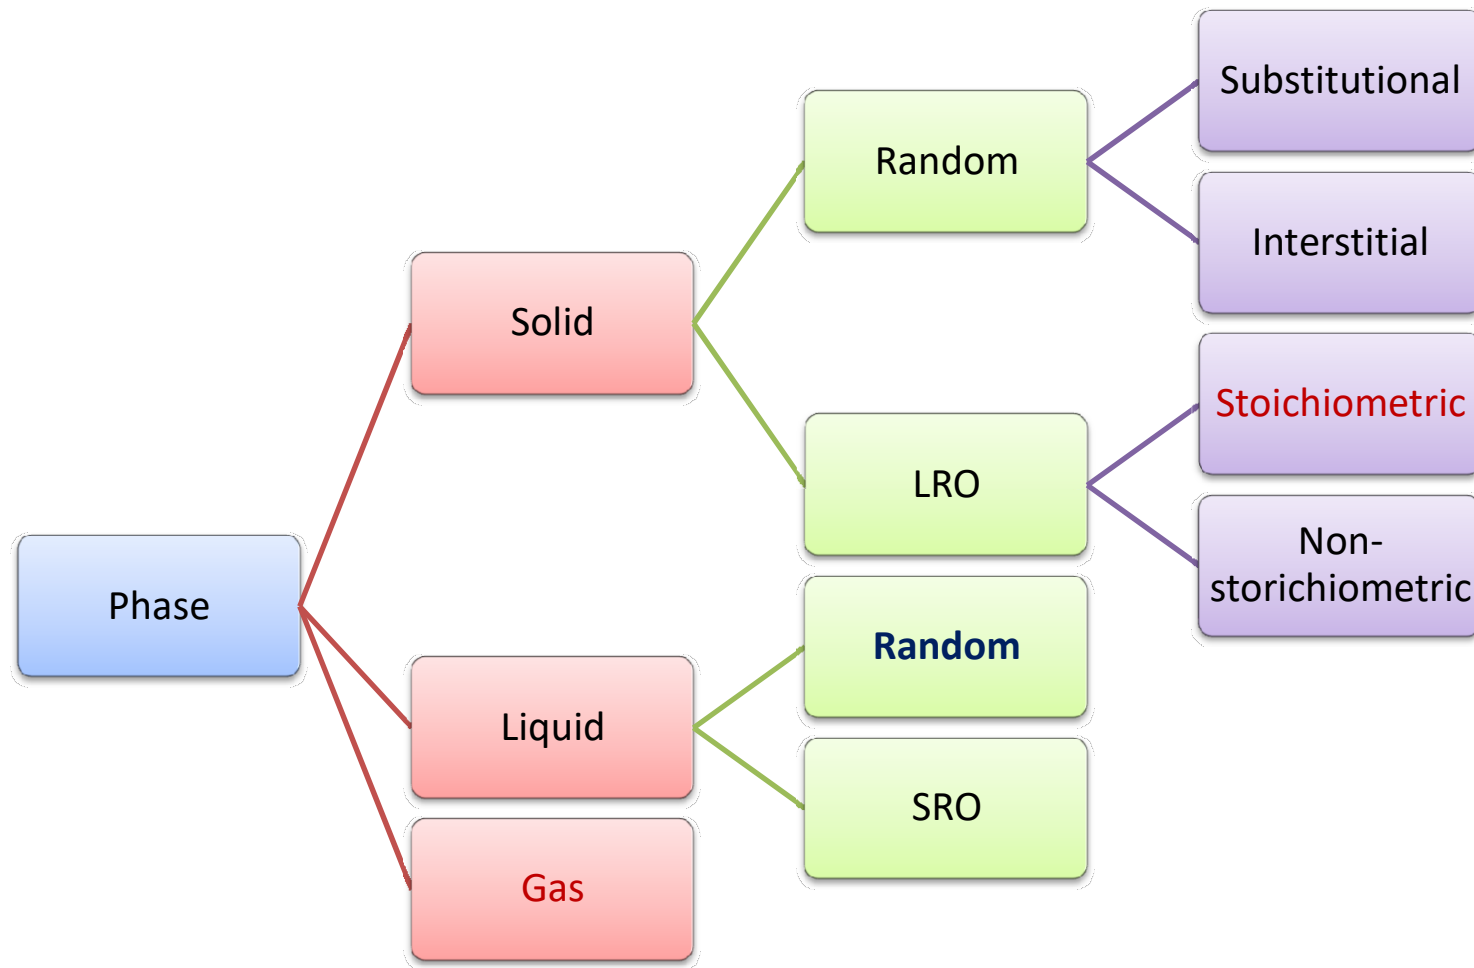 Phase
Solid
Random
Substitutional
Interstitial
LRO
Stoichiometric
Non-
storichiometric
Liquid
Random
SRO
Gas